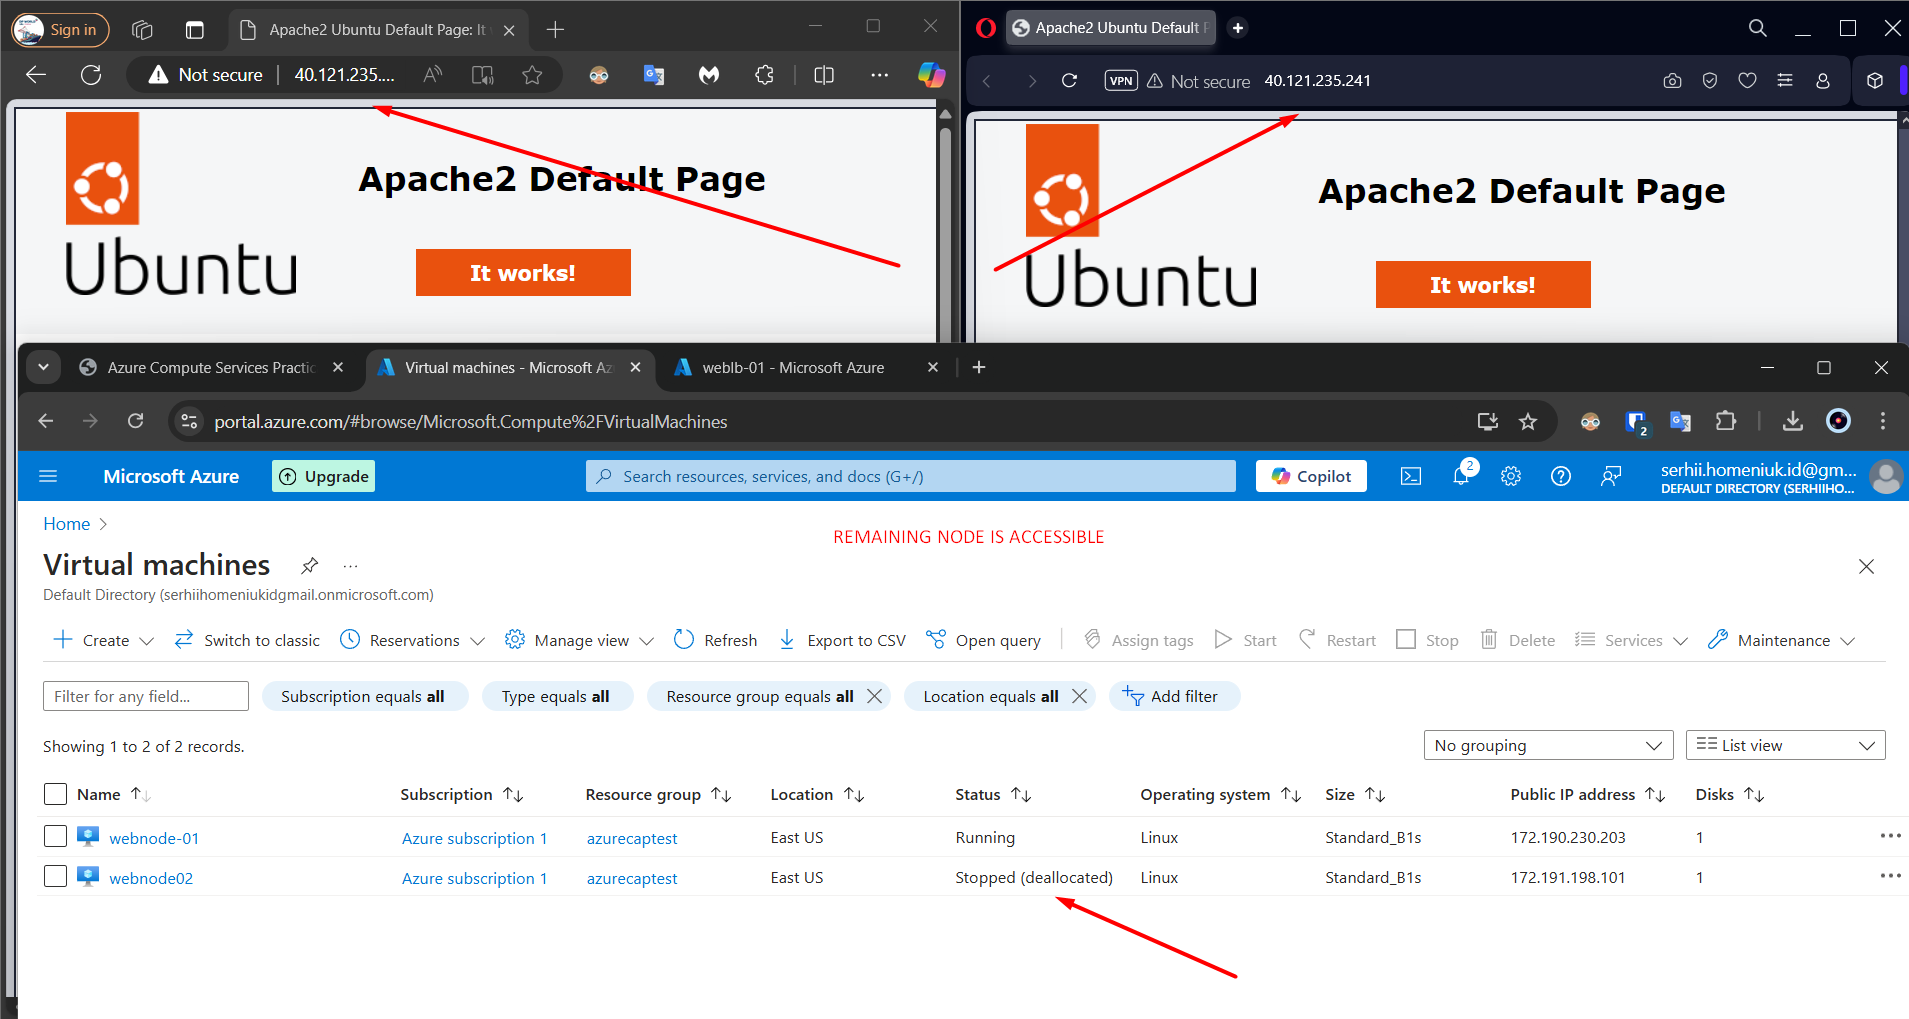 Sign in
Apache2 Ubuntu Default Page: It
Not secure
40.121.235....
Apache2 Default Page
Ubuntu
It works!
Apache2 Ubuntu Default P
VPN
Not secure
40.121.235.241
Apache2 Default Page
Ubuntu
It works!
Azure Compute Services Practic
Virtual machines - Microsoft Az
weblb-01 - Microsoft Azure
portal.azure.com/#browse/Microsoft.Compute%2FVirtualMachines
2
Microsoft Azure
Upgrade
Search resources, services, and docs (G+/)
Copilot
2
serhii.homeniuk.id@gm...
DEFAULT DIRECTORY (SERHIIHO...
Home
REMAINING NODE IS ACCESSIBLE
Virtual machines
...
Default Directory (serhiihomeniukidgmail.onmicrosoft.com)
Create Switch to classic Reservations Manage view Refresh Export to CSV Open query Assign tags Start Restart Stop Delete Services Maintenance
Filter for any field... Subscription equals all Type equals all Resource group equals all Location equals all Add filter
Showing 1 to 2 of 2 records.
No grouping List view
Name Subscription Resource group Location Status Operating system Size Public IP address Disks
webnode-01 Azure subscription 1 azurecaptest East US Running Linux Standard_B1s 172.190.230.203 1
webnode02 Azure subscription 1 azurecaptest East US Stopped (deallocated) Linux Standard_B1s 172.191.198.101 1